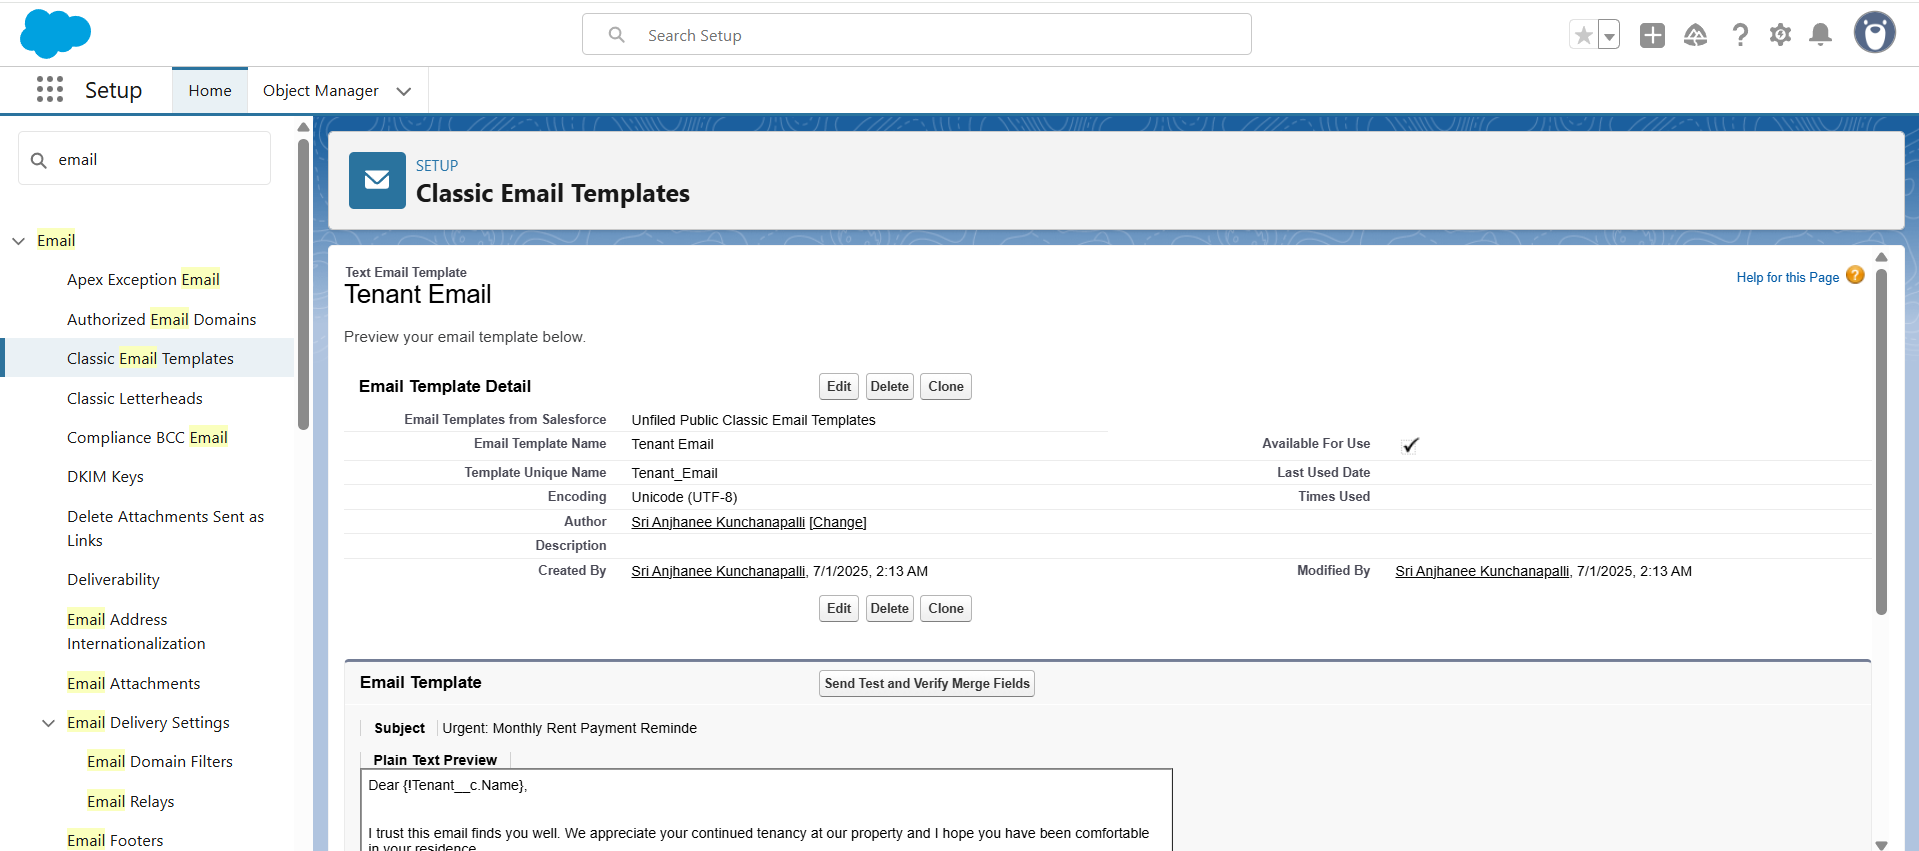 Search Setup
Setup
Home
Object Manager
email
Email
Apex Exception Email
Authorized Email Domains
Classic Email Templates
Classic Letterheads
Compliance BCC Email
DKIM Keys
Delete Attachments Sent as
Links
Deliverability
Email Address
Internationalization
Email Attachments
Email Delivery Settings
Email Domain Filters
Email Relays
Email Footers
SETUP
Classic Email Templates
Text Email Template
Tenant Email
Help for this Page ?
Preview your email template below.
Email Template Detail
Edit Delete Clone
Email Templates from Salesforce Unfiled Public Classic Email Templates
Email Template Name Tenant Email Available For Use
Template Unique Name Tenant_Email Last Used Date
Encoding Unicode (UTF-8) Times Used
Author Sri Anjhanee Kunchanapalli [Change]
Description
Created By Sri Anjhanee Kunchanapalli, 7/1/2025, 2:13 AM Modified By Sri Anjhanee Kunchanapalli, 7/1/2025, 2:13 AM
Edit Delete Clone
Email Template Send Test and Verify Merge Fields
Subject Urgent: Monthly Rent Payment Reminde
Plain Text Preview
Dear {!Tenant__c.Name},
I trust this email finds you well. We appreciate your continued tenancy at our property and I hope you have been comfortable
in your residence